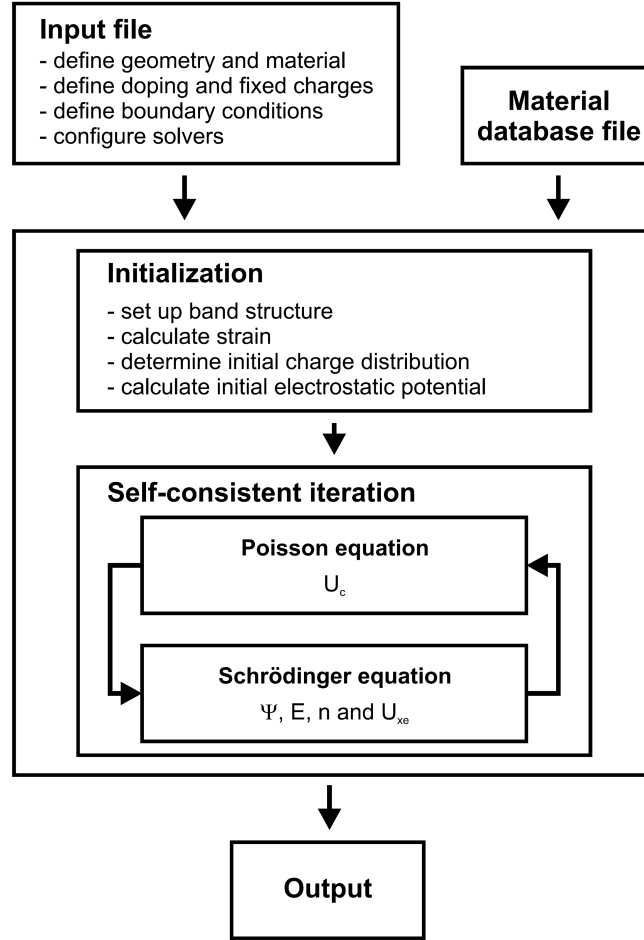 Input file
- define geometry and material
- define doping and fixed charges
- define boundary conditions
- configure solvers
Material
database file
Initialization
- set up band structure
- calculate strain
- determine initial charge distribution
- calculate initial electrostatic potential
Self-consistent iteration
Poisson equation
U_c
Schrödinger equation
Ψ, E, n and U_xe
Output